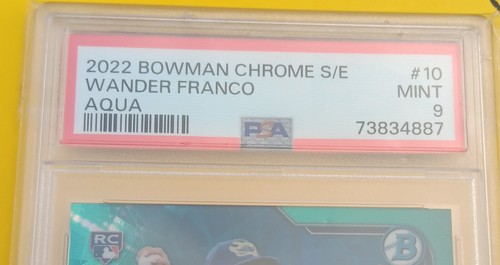 2022 BOWMAN CHROME S/E #10
WANDER FRANCO MINT
AQUA 9
PSA 73834887
RC
B